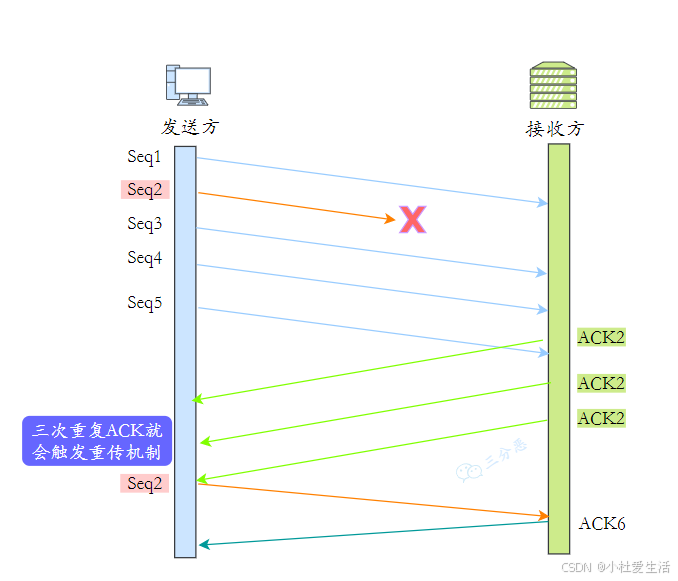 发送方
接收方
Seq1
Seq2
Seq3
Seq4
Seq5
ACK2
ACK2
ACK2
三次重复ACK就
会触发重传机制
三分恶
Seq2
ACK6
CSDN @小杜爱生活